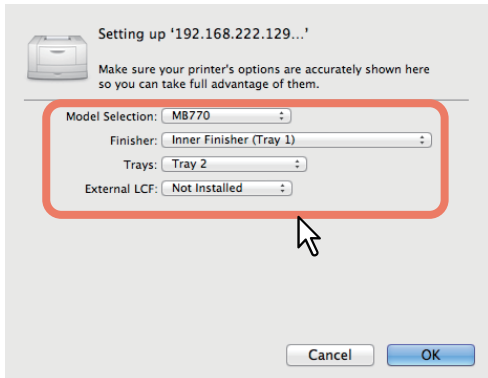 Setting up ‘192.168.222.129...’
Make sure your printer's options are accurately shown here
so you can take full advantage of them.
Model Selection: MB770
Finisher: Inner Finisher (Tray 1)
Trays: Tray 2
External LCF: Not Installed
Cancel OK